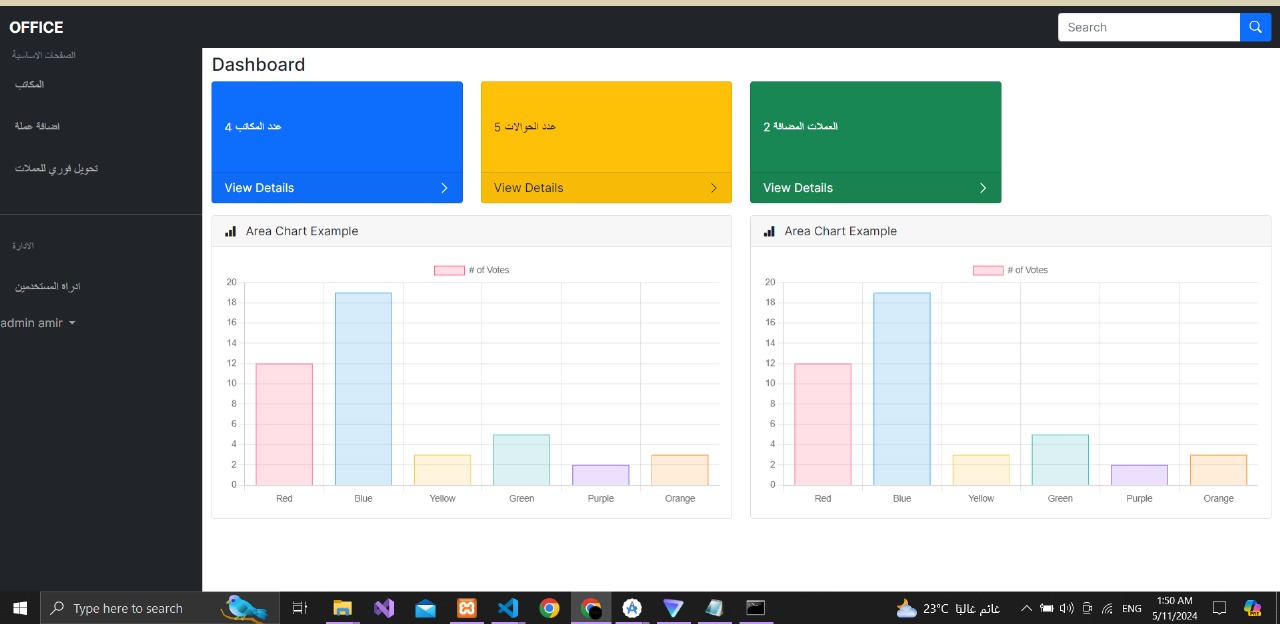 OFFICE
Search
الصفحات الاساسية
المكاتب
اضافة عملة
تحويل فوري للعملات
الادارة
ادراة المستخدمين
admin amir
Dashboard
عدد المكاتب 4
View Details
عدد الحوالات 5
View Details
العملات المضافة 2
View Details
Area Chart Example
# of Votes
20
18
16
14
12
10
8
6
4
2
0
Red Blue Yellow Green Purple Orange
Area Chart Example
# of Votes
20
18
16
14
12
10
8
6
4
2
0
Red Blue Yellow Green Purple Orange
Type here to search
23°C غائم غالبًا
ENG
1:50 AM
5/11/2024